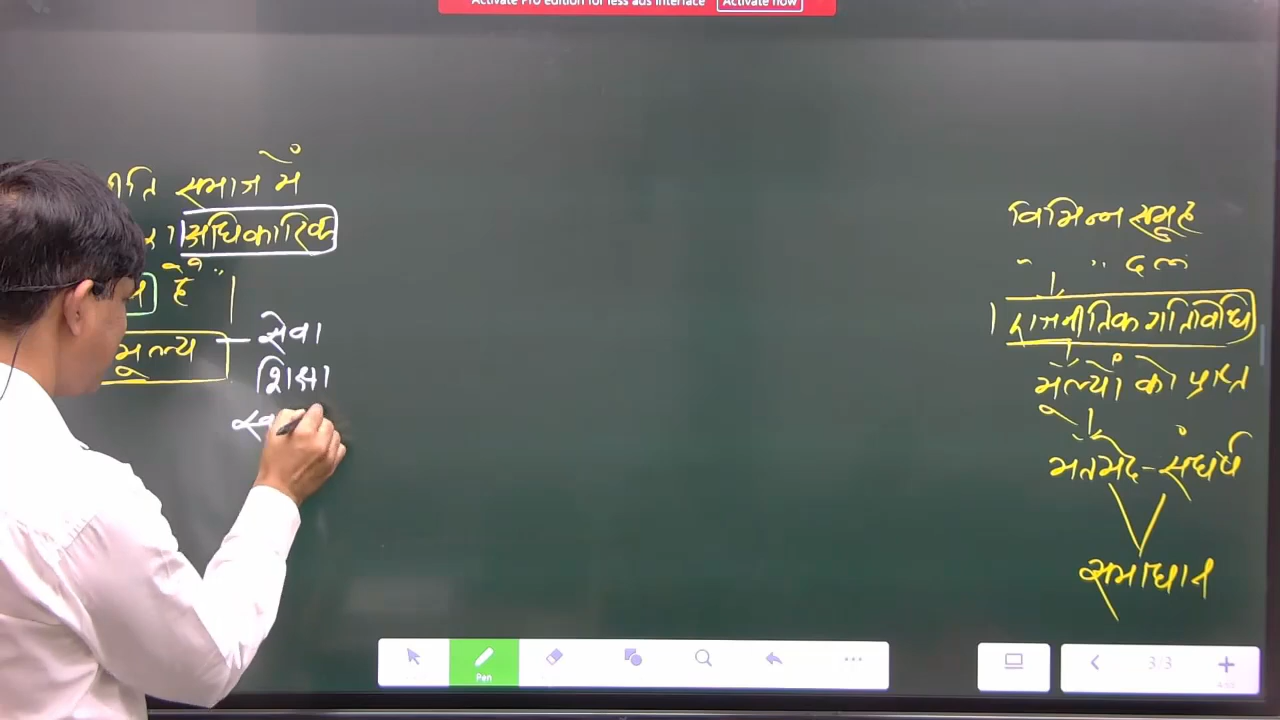 Activate Pro edition for less ads interface Activate now
समाज में
अधिकारिक
है "
मूल्य - सेवा
शिक्षा
विभिन्न समूह
" " दल
राजनीतिक गतिविधि
मूल्यों को प्राप्त
मतभेद - संघर्ष
समाधान
Pen
3/3